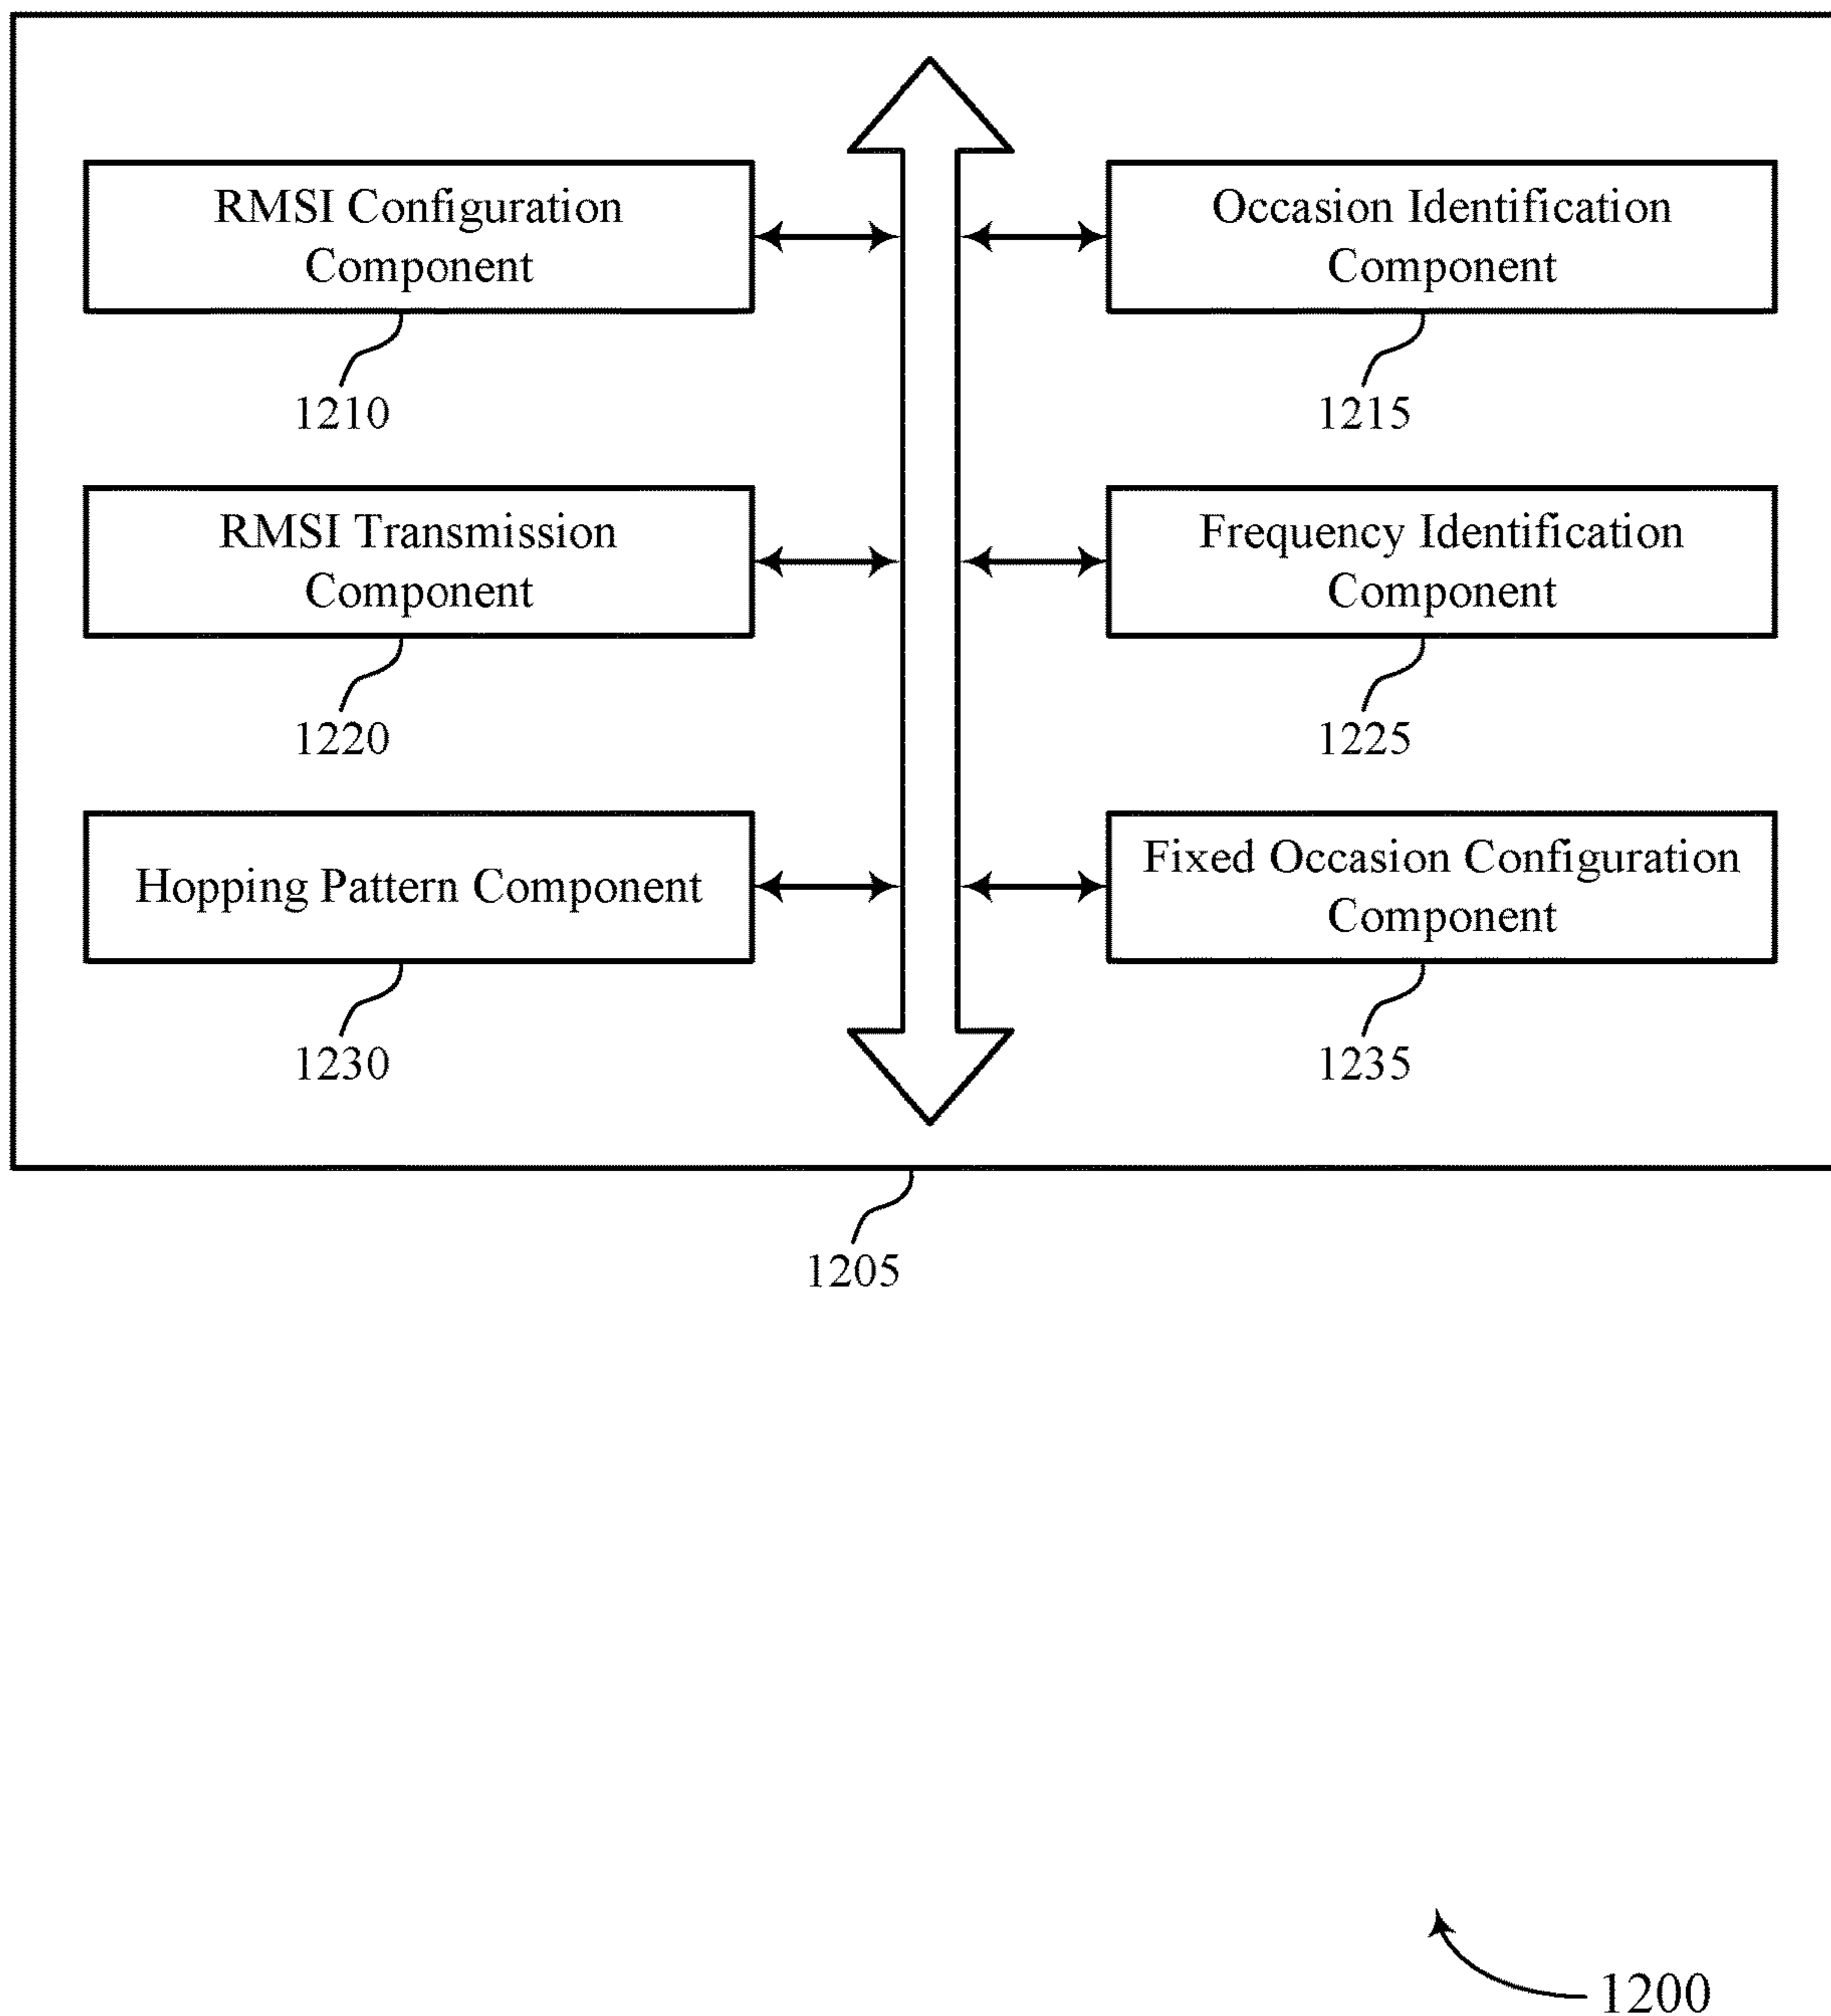 RMSI Configuration
Component
1210
Occasion Identification
Component
1215
RMSI Transmission
Component
1220
Frequency Identification
Component
1225
Hopping Pattern Component
1230
Fixed Occasion Configuration
Component
1235
1205
1200